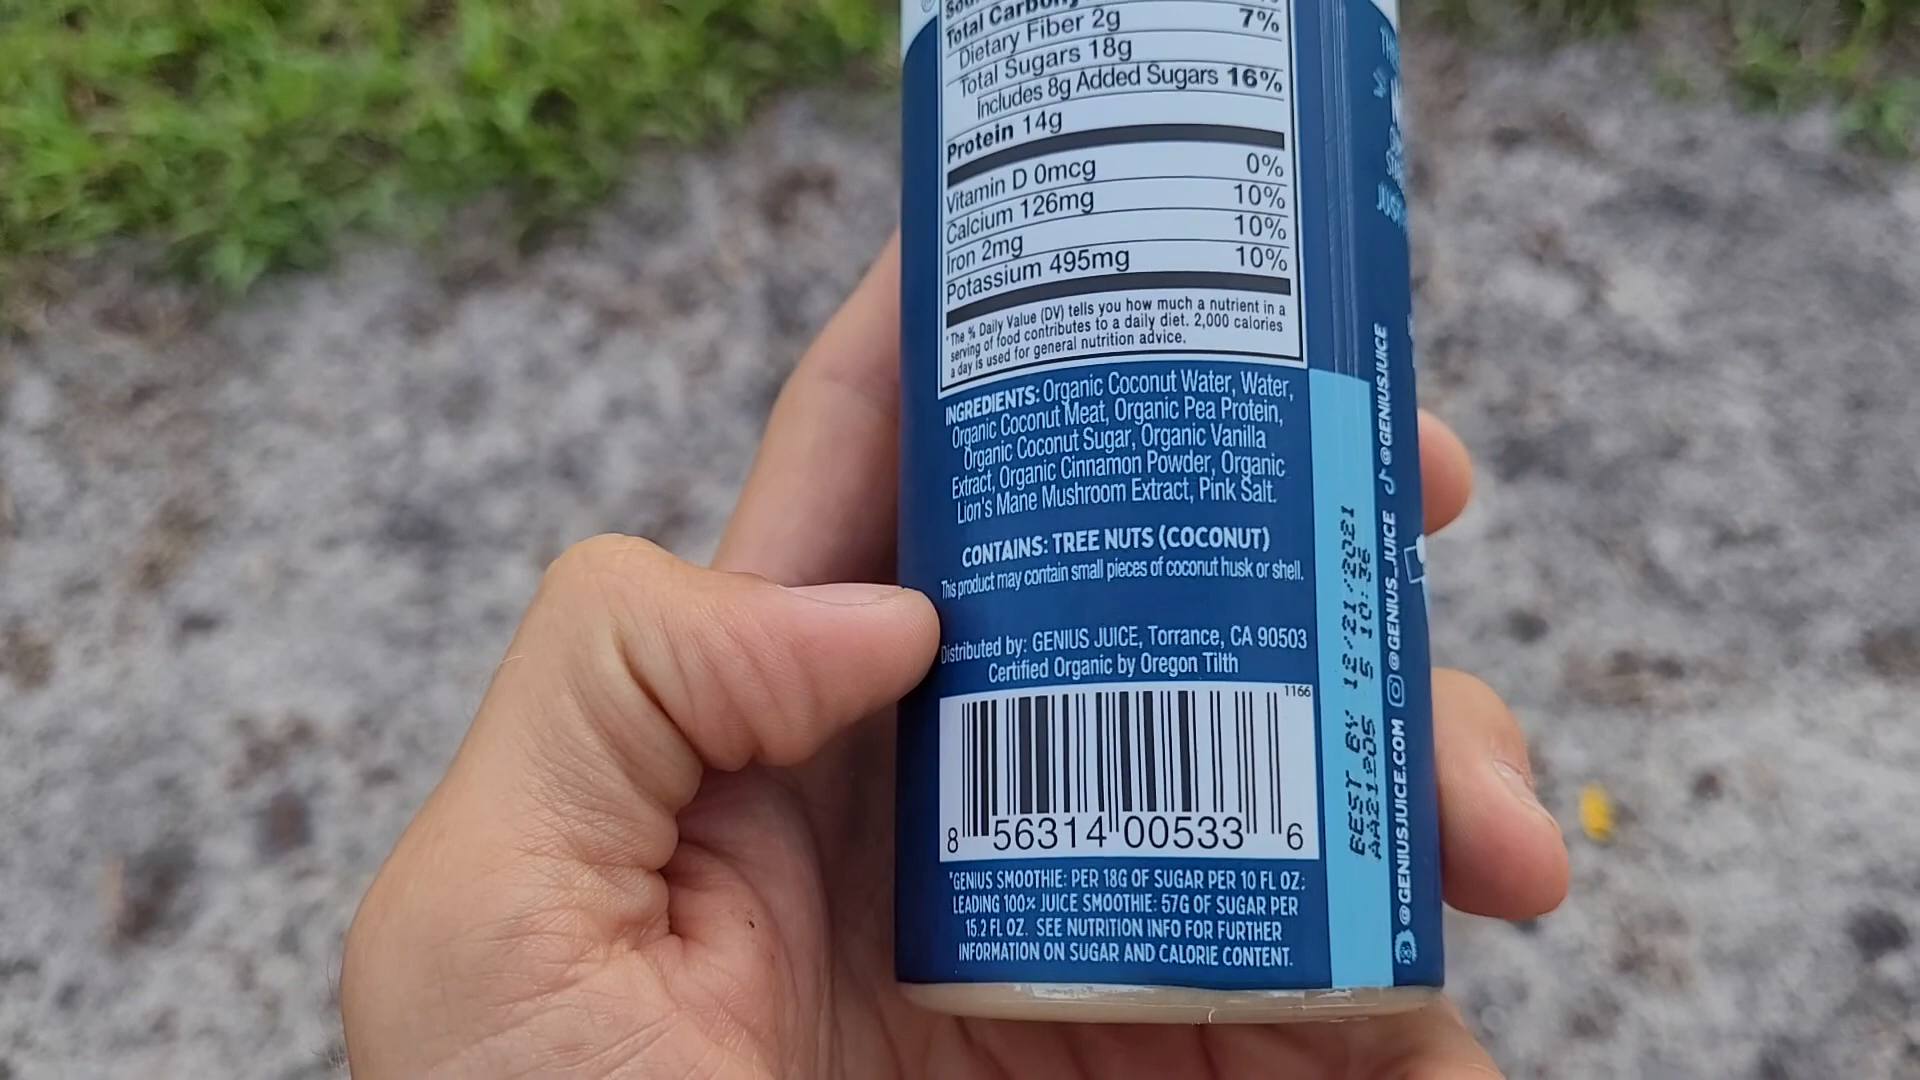 Total Carbohy
7%
Dietary Fiber 2g
Total Sugars 18g
Includes 8g Added Sugars 16%
Protein 14g
Vitamin D 0mcg 0%
Calcium 126mg 10%
Iron 2mg 10%
Potassium 495mg 10%
*The % Daily Value (DV) tells you how much a nutrient in a
serving of food contributes to a daily diet. 2,000 calories
a day is used for general nutrition advice.
INGREDIENTS: Organic Coconut Water, Water,
Organic Coconut Meat, Organic Pea Protein,
Organic Coconut Sugar, Organic Vanilla
Extract, Organic Cinnamon Powder, Organic
Lion's Mane Mushroom Extract, Pink Salt.
CONTAINS: TREE NUTS (COCONUT)
This product may contain small pieces of coconut husk or shell.
Distributed by: GENIUS JUICE, Torrance, CA 90503
Certified Organic by Oregon Tilth
1166
8 56314 00533 6
*GENIUS SMOOTHIE: PER 18G OF SUGAR PER 10 FL OZ;
LEADING 100% JUICE SMOOTHIE: 57G OF SUGAR PER
15.2 FL OZ. SEE NUTRITION INFO FOR FURTHER
INFORMATION ON SUGAR AND CALORIE CONTENT.
BEST BY 12/21/2021
10:36
@GENIUSJUICE.COM @GENIUS_JUICE @GENIUSJUICE